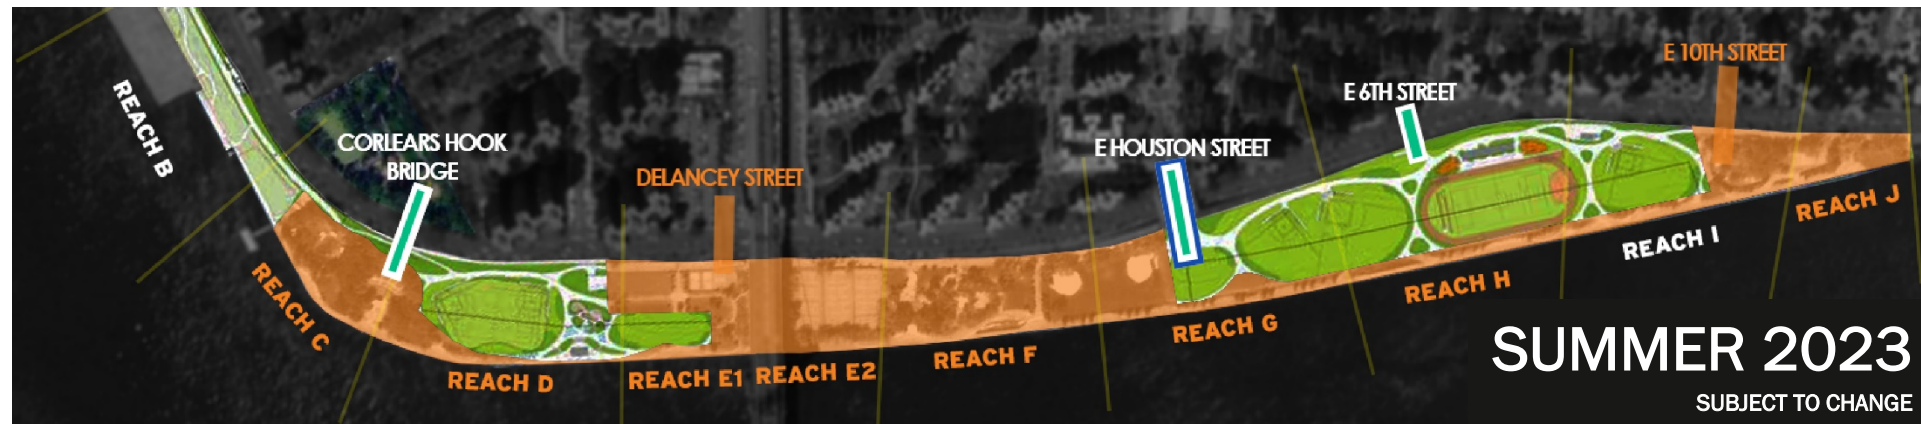 REACH B
CORLEARS HOOK
BRIDGE
REACH C
REACH D
DELANCEY STREET
REACH E1
REACH E2
REACH F
E HOUSTON STREET
REACH G
E 6TH STREET
REACH H
REACH I
E 10TH STREET
REACH J
SUMMER 2023
SUBJECT TO CHANGE